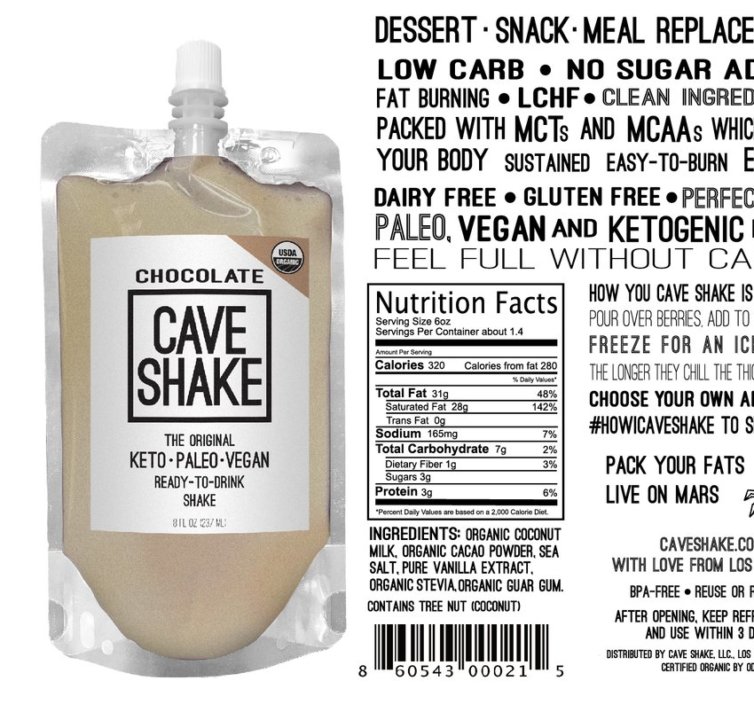 USDA
ORGANIC
CHOCOLATE
CAVE
SHAKE
THE ORIGINAL
KETO · PALEO · VEGAN
READY-TO-DRINK
SHAKE
8 FL OZ (237 ML)
DESSERT · SNACK · MEAL REPLACE
LOW CARB • NO SUGAR AD
FAT BURNING • LCHF • CLEAN INGRED
PACKED WITH MCTs AND MCAAs WHIC
YOUR BODY SUSTAINED EASY-TO-BURN E
DAIRY FREE • GLUTEN FREE • PERFEC
PALEO, VEGAN AND KETOGENIC
FEEL FULL WITHOUT CA
Nutrition Facts
Serving Size 6oz
Servings Per Container about 1.4
Amount Per Serving
Calories 320 Calories from fat 280
% Daily Values*
Total Fat 31g 48%
Saturated Fat 28g 142%
Trans Fat 0g
Sodium 165mg 7%
Total Carbohydrate 7g 2%
Dietary Fiber 1g 3%
Sugars 3g
Protein 3g 6%
*Percent Daily Values are based on a 2,000 Calorie Diet.
INGREDIENTS: ORGANIC COCONUT
MILK, ORGANIC CACAO POWDER, SEA
SALT, PURE VANILLA EXTRACT,
ORGANIC STEVIA, ORGANIC GUAR GUM.
CONTAINS TREE NUT (COCONUT)
8 60543 00021 5
HOW YOU CAVE SHAKE IS
POUR OVER BERRIES, ADD TO
FREEZE FOR AN ICE
THE LONGER THEY CHILL THE THIC
CHOOSE YOUR OWN A
#HOWICAVESHAKE TO S
PACK YOUR FATS
LIVE ON MARS
CAVESHAKE.CO
WITH LOVE FROM LOS
BPA-FREE • REUSE OR
AFTER OPENING, KEEP REFR
AND USE WITHIN 3 D
DISTRIBUTED BY CAVE SHAKE, LLC., LOS
CERTIFIED ORGANIC BY